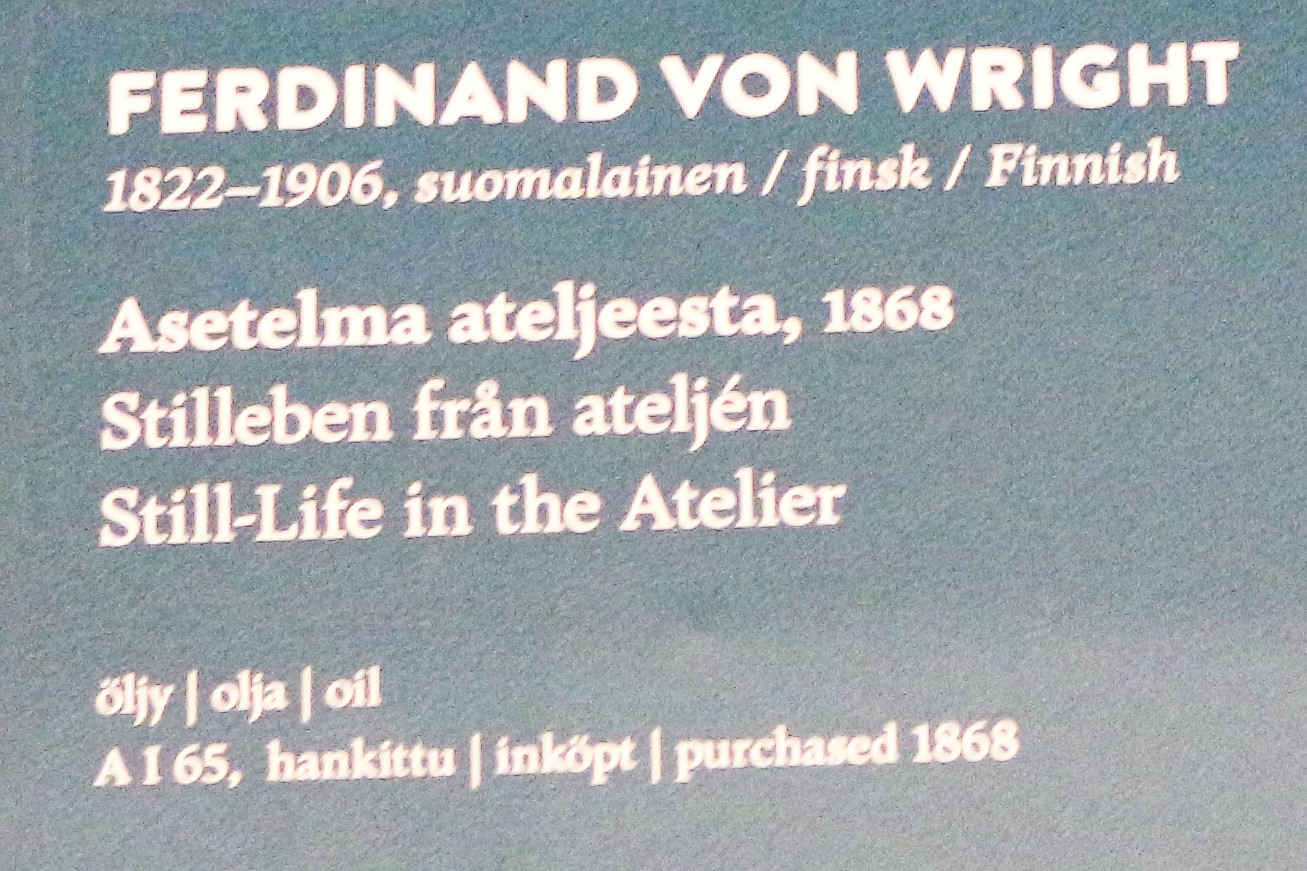 FERDINAND VON WRIGHT
1822–1906, suomalainen / finsk / Finnish
Asetelma ateljeesta, 1868
Stilleben från ateljén
Still-Life in the Atelier
öljy | olja | oil
A I 65, hankittu | inköpt | purchased 1868